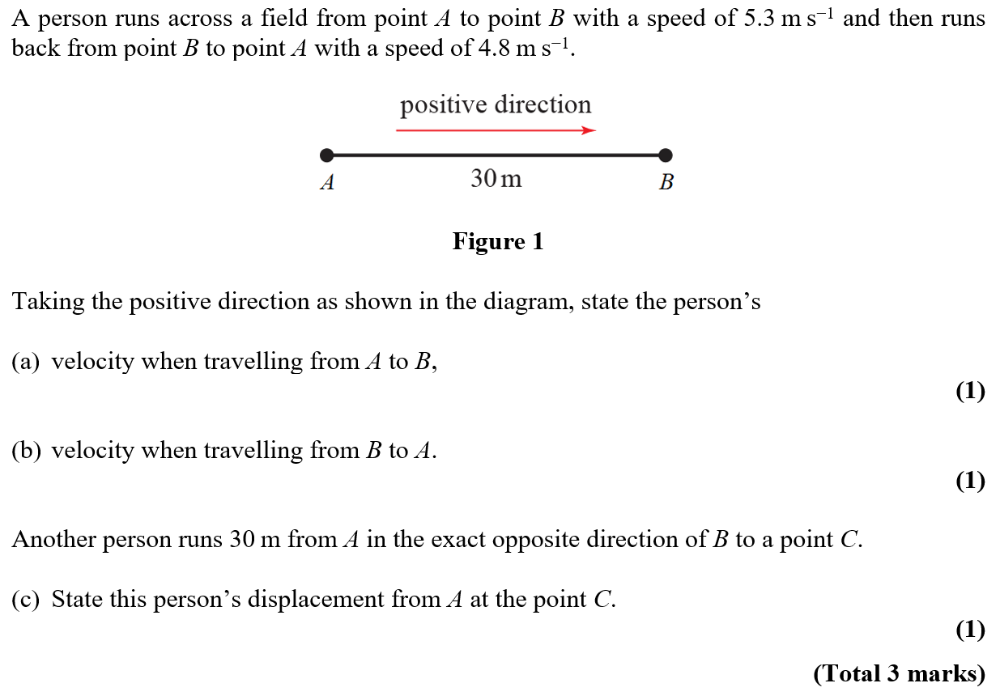 A person runs across a field from point A to point B with a speed of 5.3 m s⁻¹ and then runs
back from point B to point A with a speed of 4.8 m s⁻¹.
positive direction
A 30 m B
Figure 1
Taking the positive direction as shown in the diagram, state the person’s
(a) velocity when travelling from A to B,
(1)
(b) velocity when travelling from B to A.
(1)
Another person runs 30 m from A in the exact opposite direction of B to a point C.
(c) State this person’s displacement from A at the point C.
(1)
(Total 3 marks)